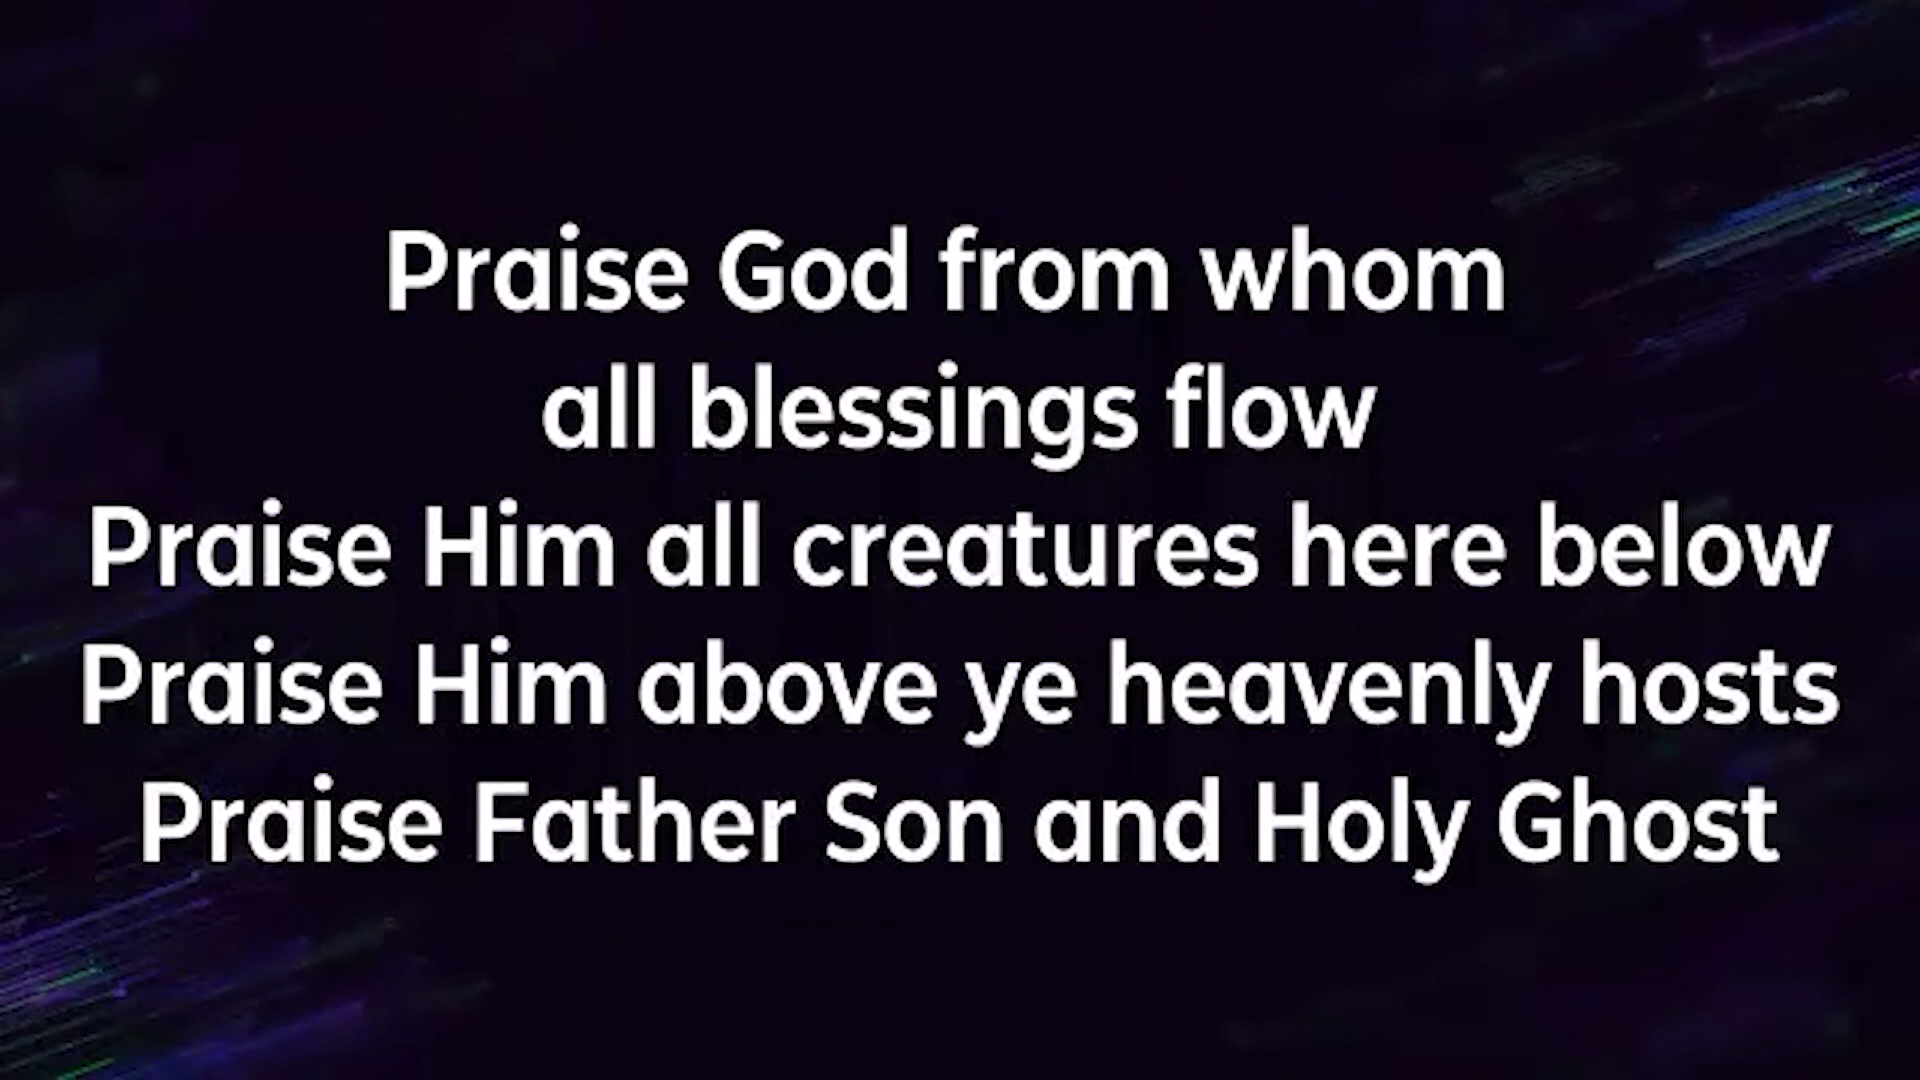 Praise God from whom
all blessings flow
Praise Him all creatures here below
Praise Him above ye heavenly hosts
Praise Father Son and Holy Ghost